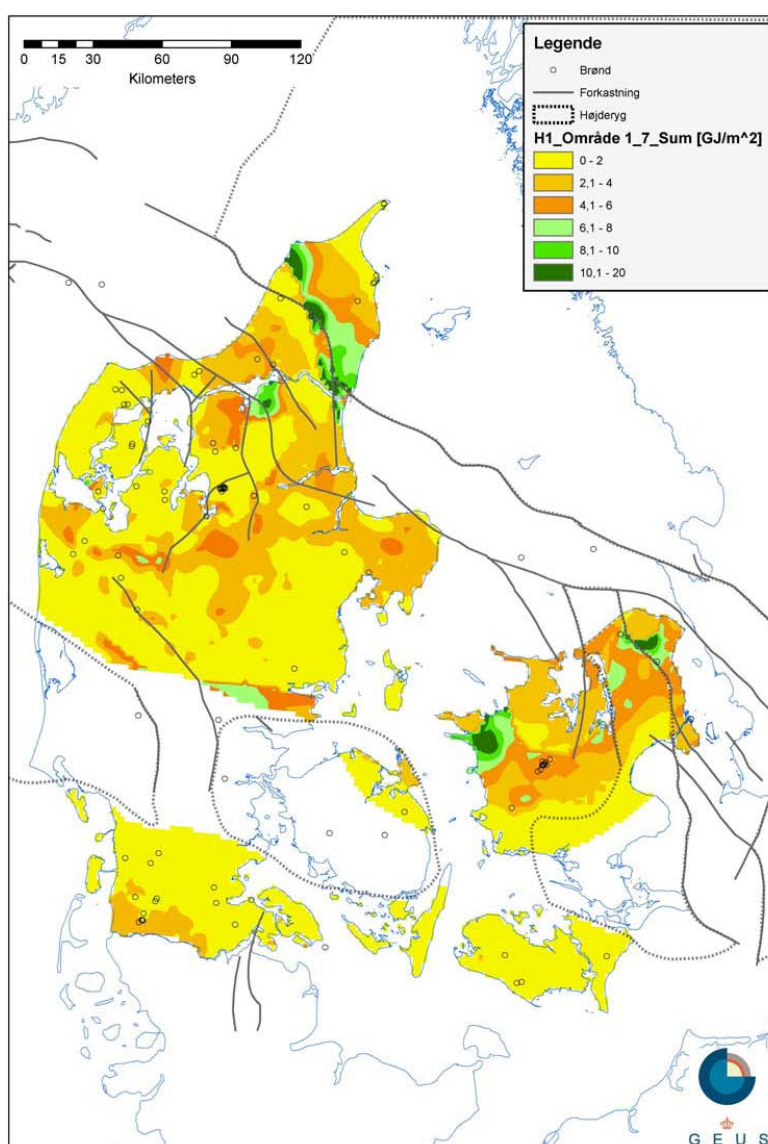 0 15 30 60 90 120
Kilometers
Legende
Brønd
Forkastning
Højderyg
H1_Område 1_7_Sum [GJ/m^2]
0 - 2
2,1 - 4
4,1 - 6
6,1 - 8
8,1 - 10
10,1 - 20
G E U S